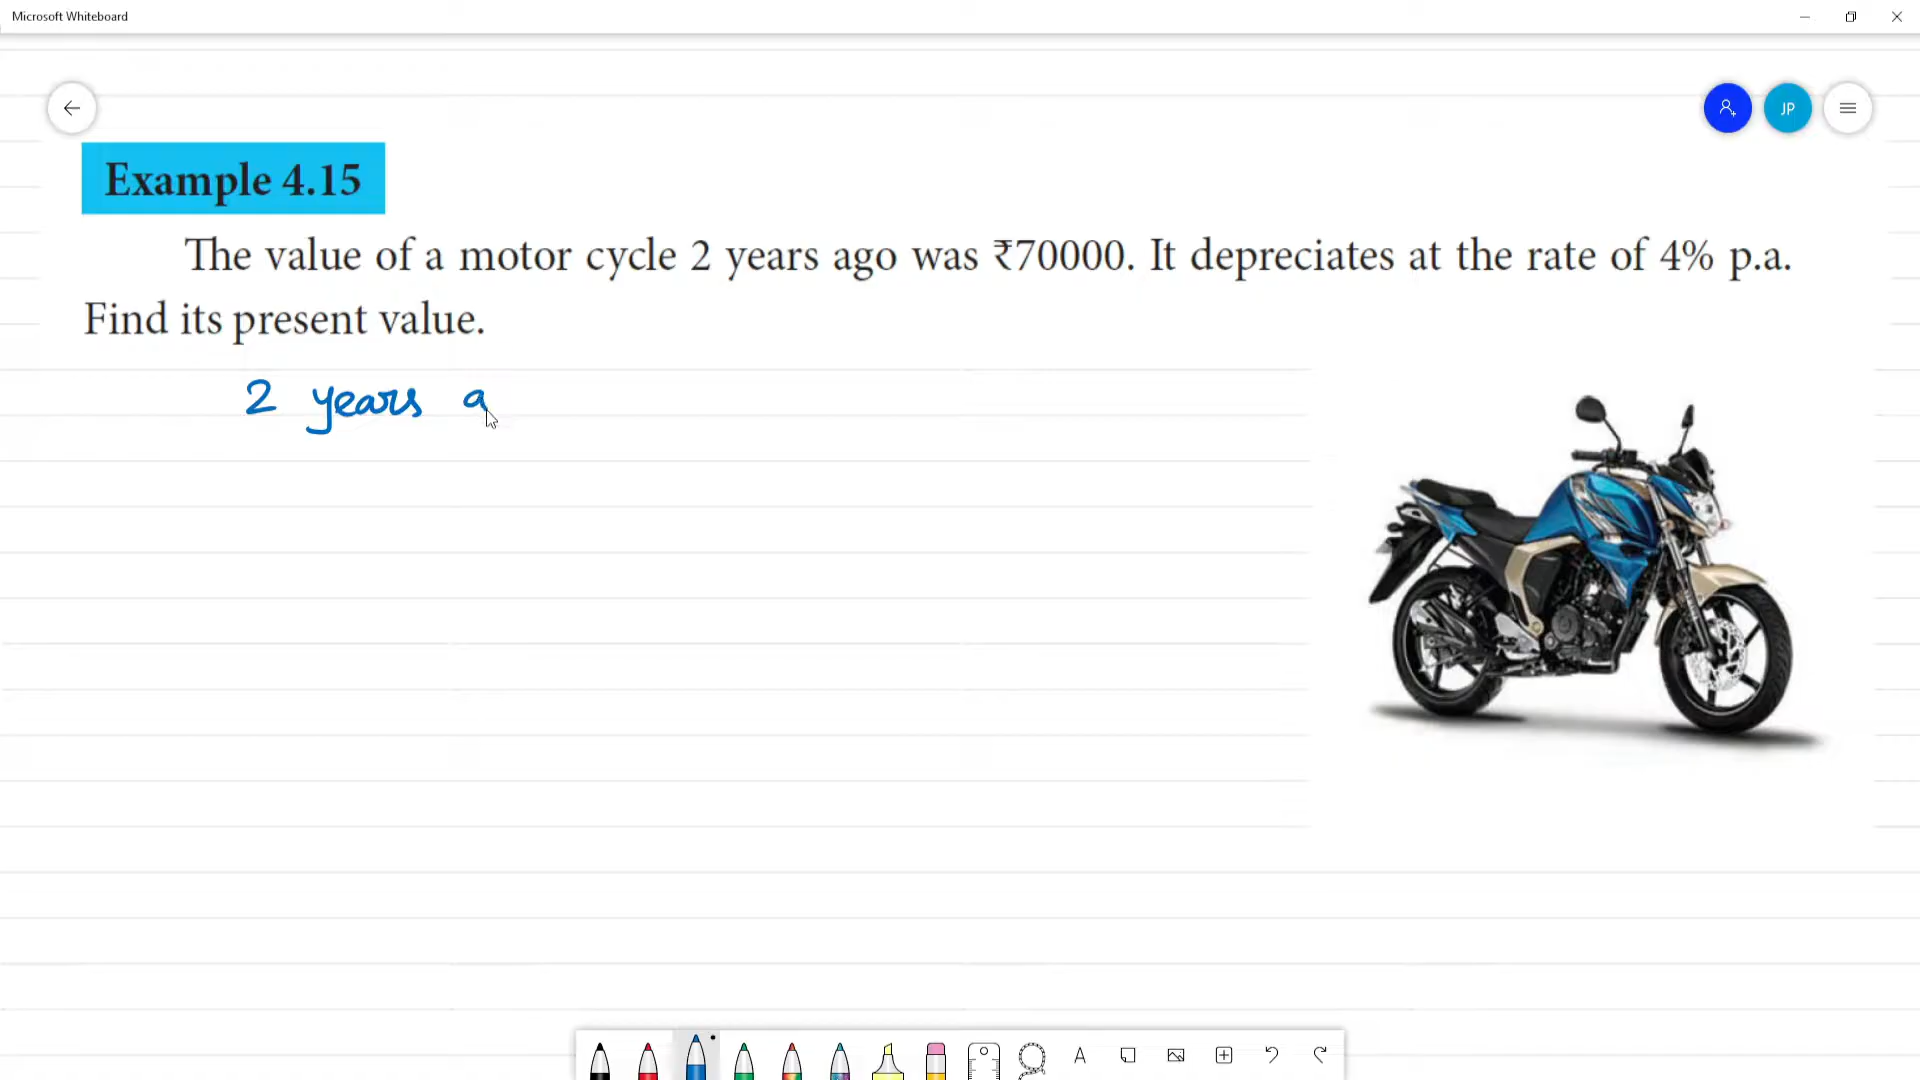 Microsoft Whiteboard
JP
Example 4.15
The value of a motor cycle 2 years ago was ₹70000. It depreciates at the rate of 4% p.a.
Find its present value.
2 years a
A